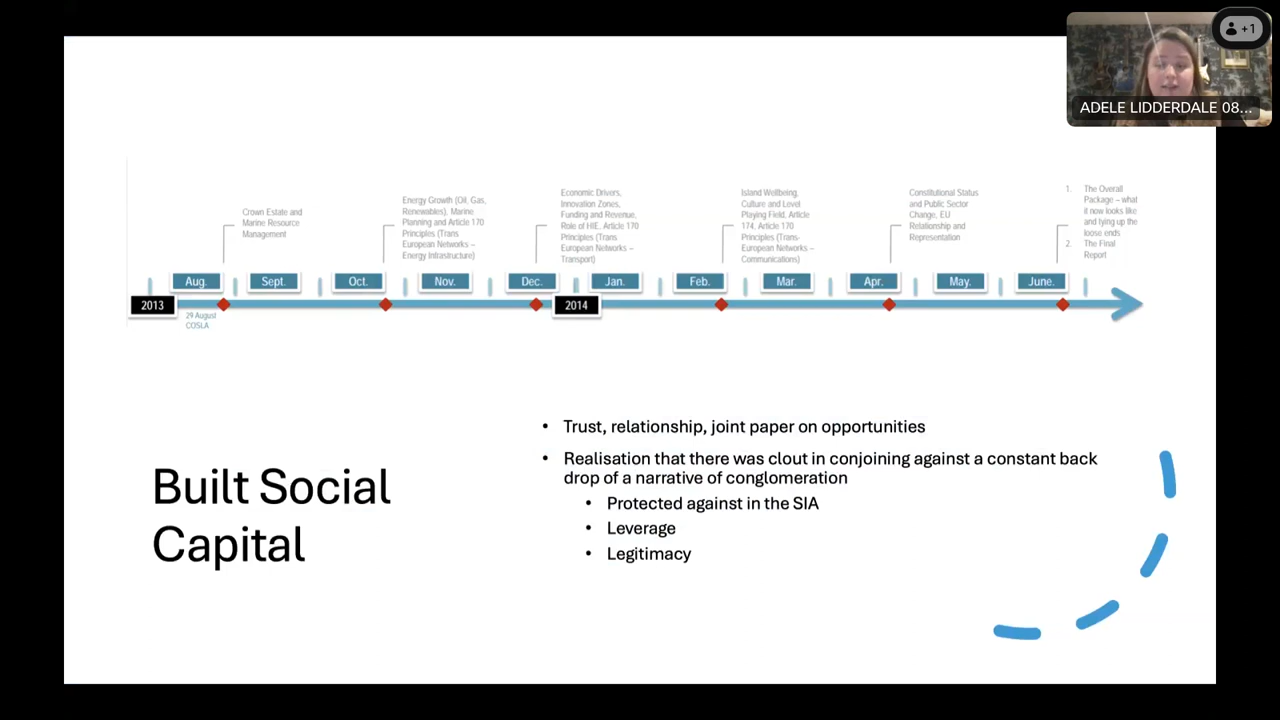 +1
ADELE LIDDERDALE 08...
Crown Estate and
Marine Resource
Management
Energy Growth (Oil, Gas,
Renewables), Marine
Planning and Article 170
Principles (Trans
European Networks –
Energy Infrastructure)
Economic Drivers,
Innovation Zones,
Funding and Revenue,
Role of HIE, Article 170
Principles (Trans
European Networks –
Transport)
Island Wellbeing,
Culture and Level
Playing Field, Article
174, Article 170
Principles (Trans-
European Networks –
Communications)
Constitutional Status
and Public Sector
Change, EU
Relationship and
Representation
1. The Overall
Package – what
it now looks like
and tying up the
loose ends
2. The Final
Report
Aug. Sept. Oct. Nov. Dec. Jan. Feb. Mar. Apr. May. June.
2013 2014
29 August
COSLA
Built Social
Capital
• Trust, relationship, joint paper on opportunities
• Realisation that there was clout in conjoining against a constant back
drop of a narrative of conglomeration
• Protected against in the SIA
• Leverage
• Legitimacy